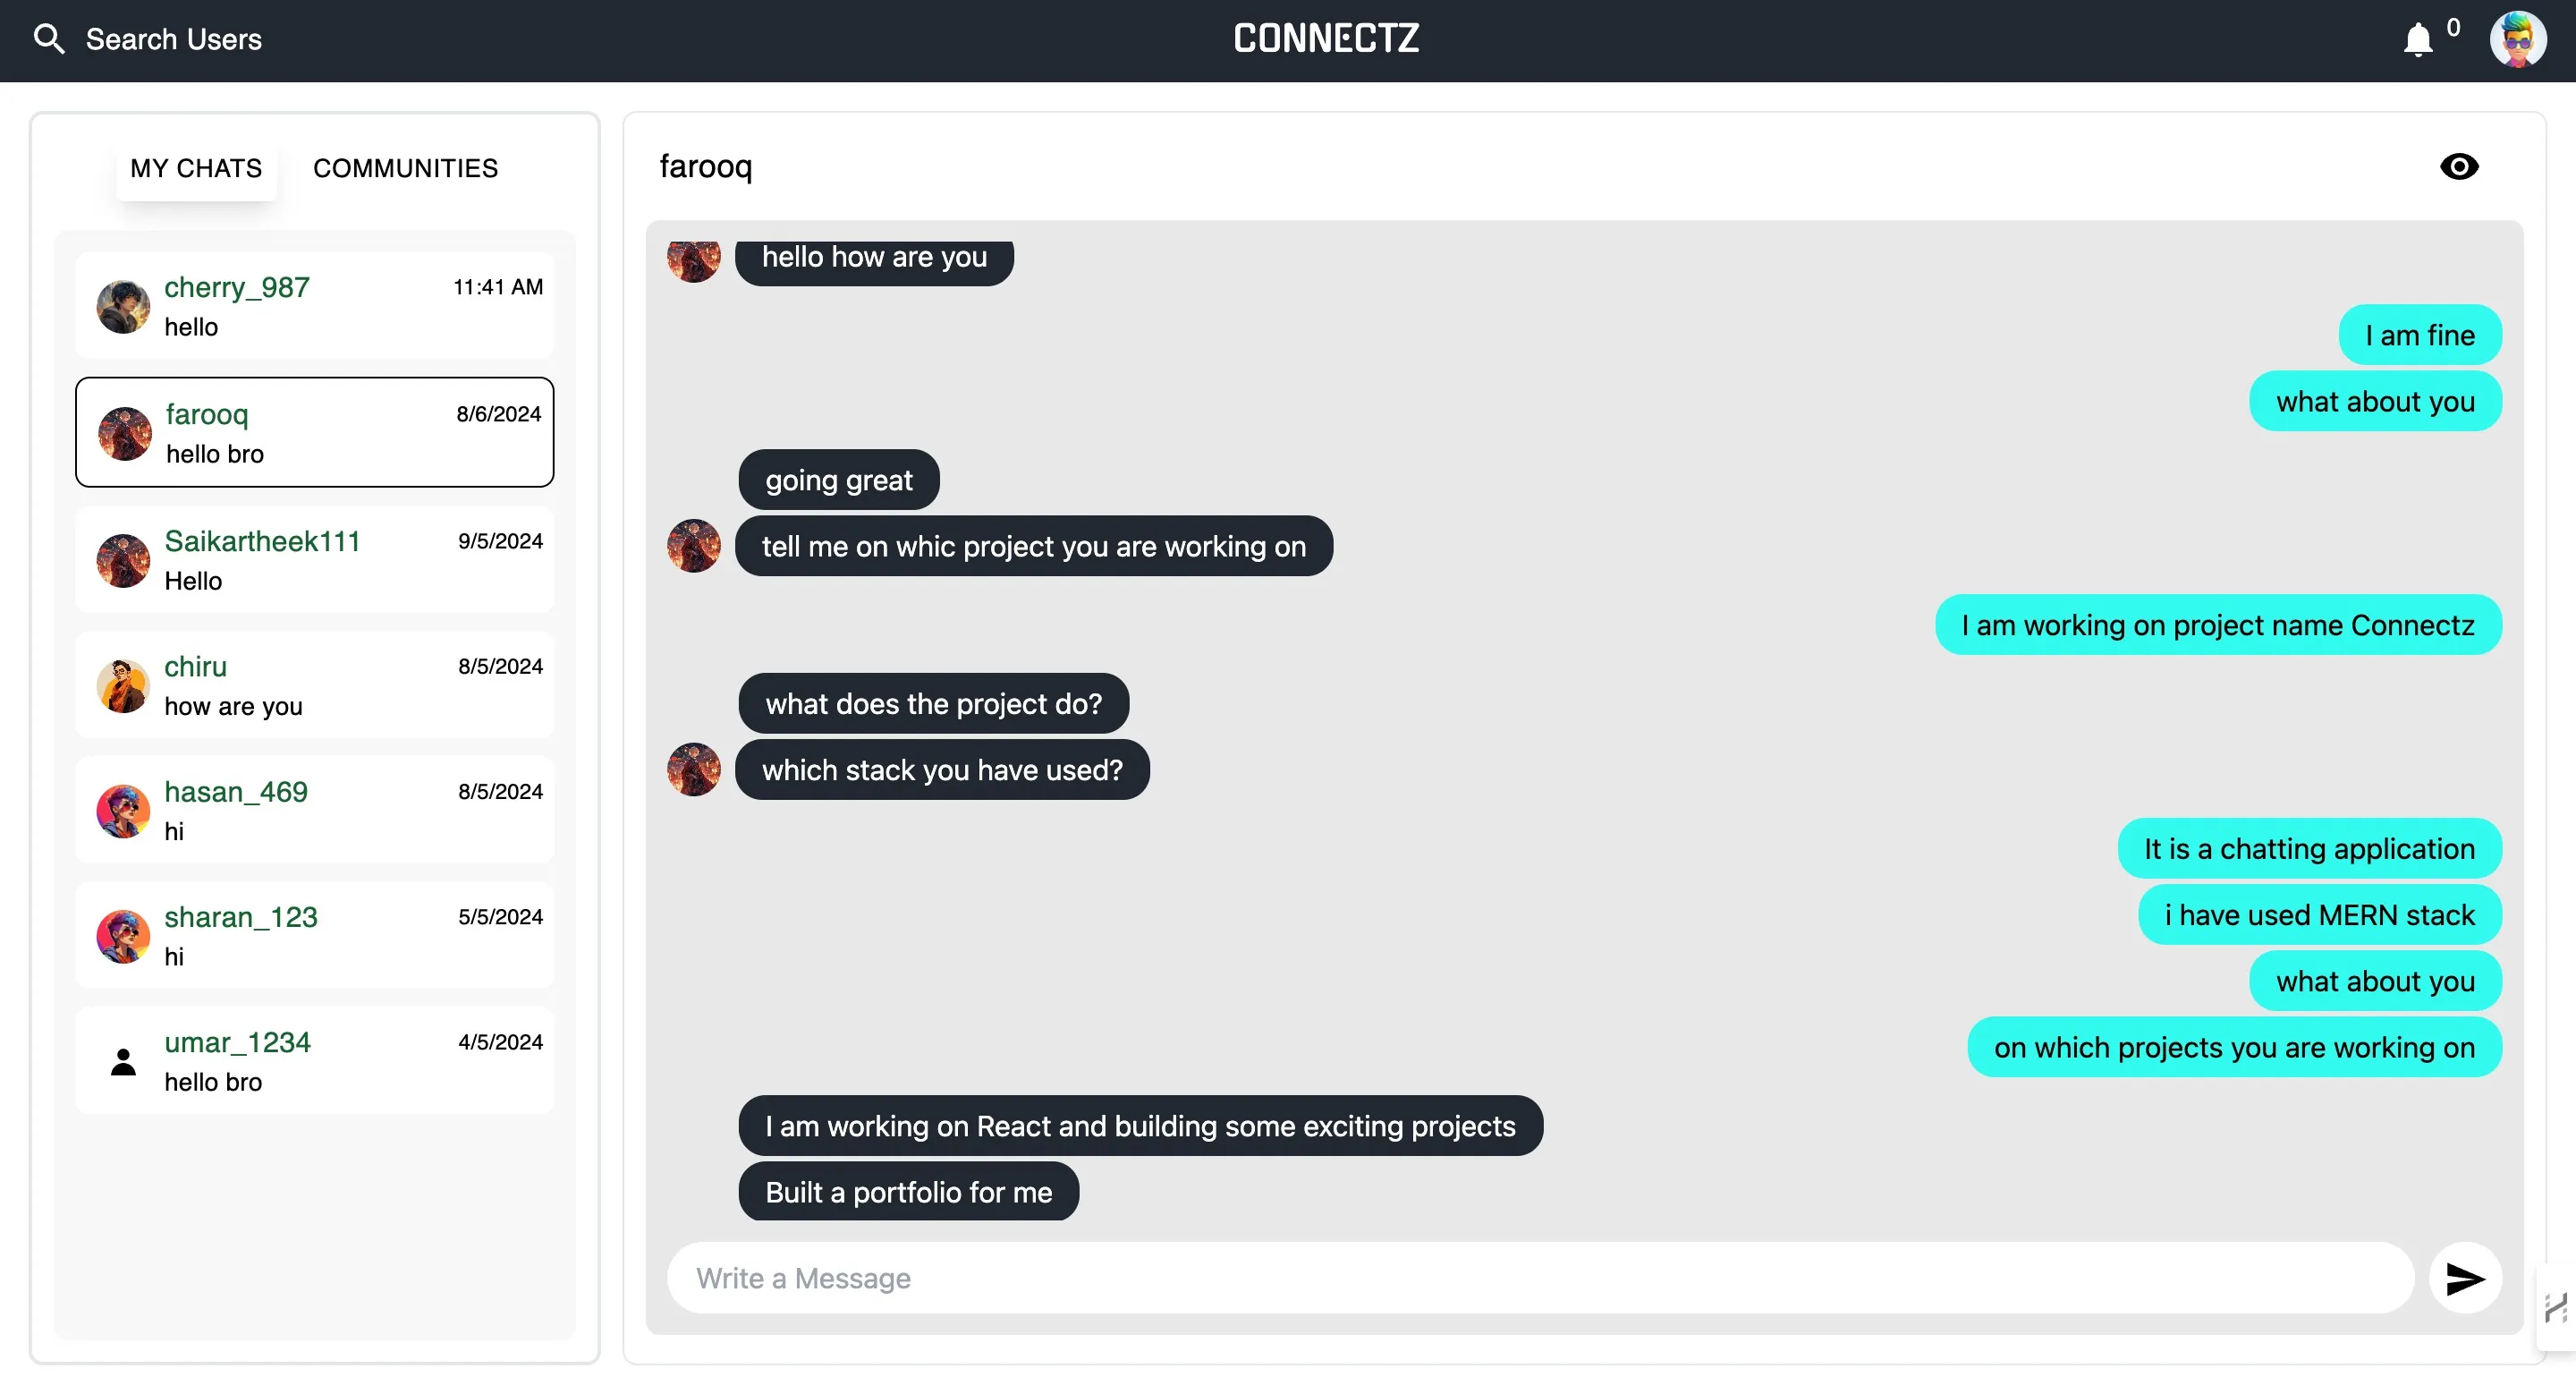 Search Users
CONNECTZ
0
MY CHATS COMMUNITIES
cherry_987 11:41 AM
hello
farooq 8/6/2024
hello bro
Saikartheek111 9/5/2024
Hello
chiru 8/5/2024
how are you
hasan_469 8/5/2024
hi
sharan_123 5/5/2024
hi
umar_1234 4/5/2024
hello bro
farooq
hello how are you
I am fine
what about you
going great
tell me on whic project you are working on
I am working on project name Connectz
what does the project do?
which stack you have used?
It is a chatting application
i have used MERN stack
what about you
on which projects you are working on
I am working on React and building some exciting projects
Built a portfolio for me
Write a Message